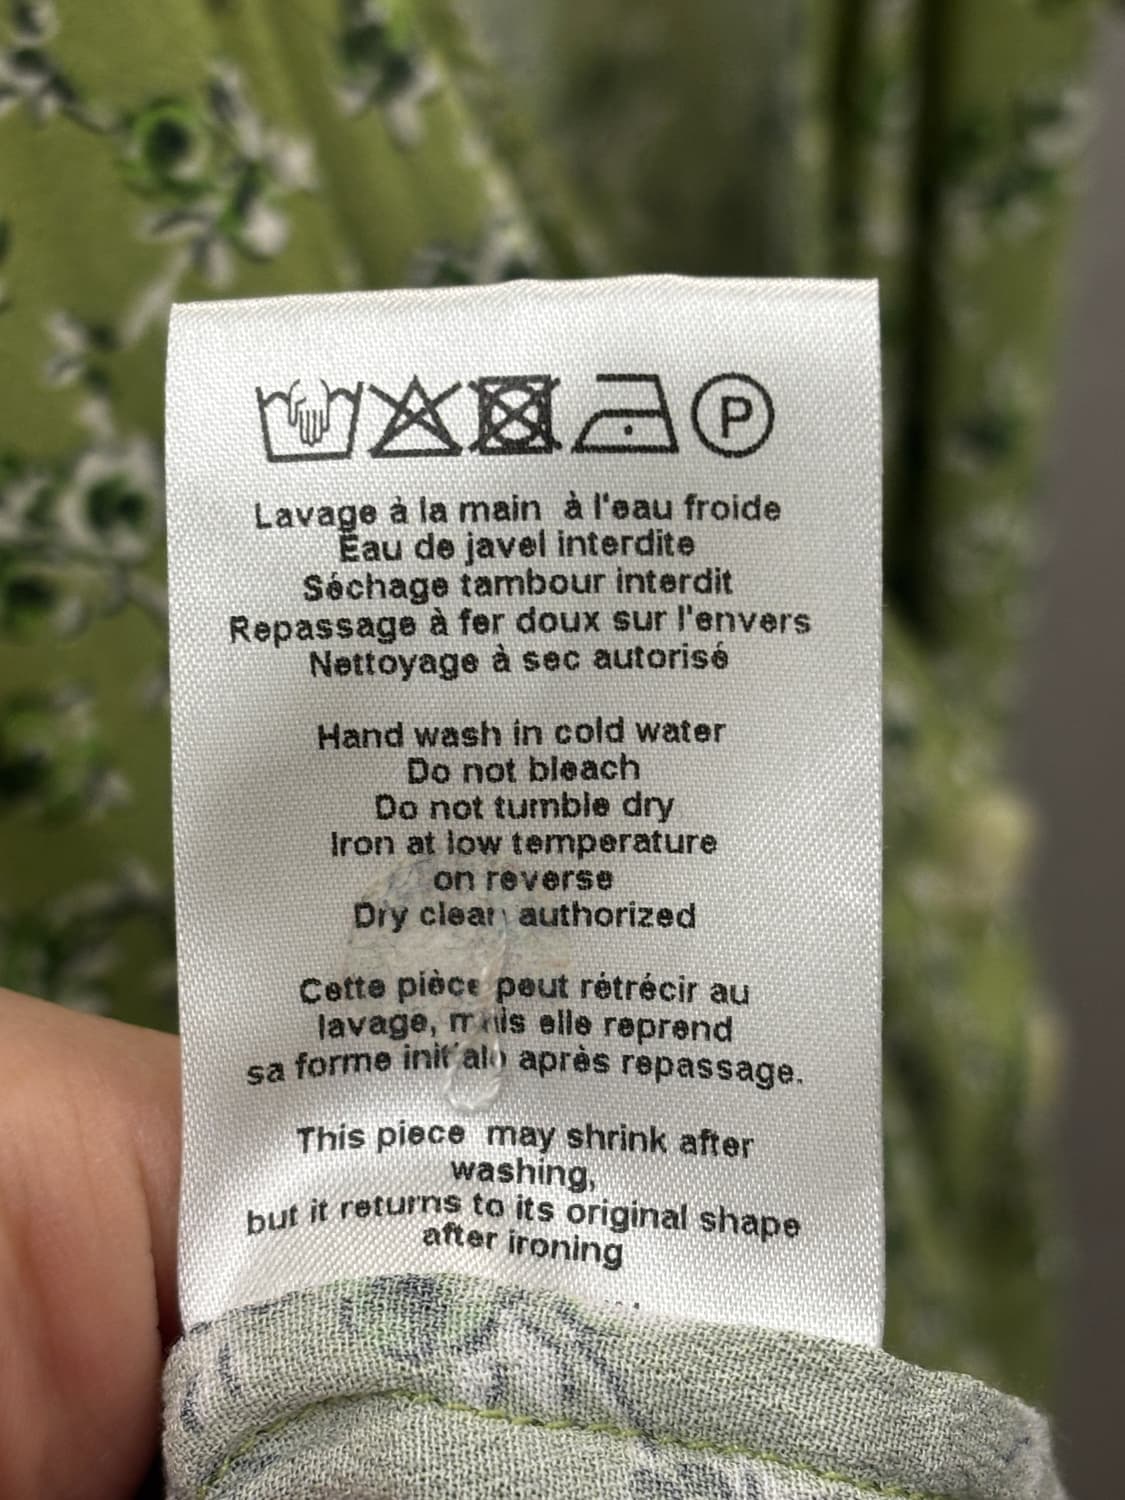 P
Lavage à la main à l'eau froide
Eau de javel interdite
Séchage tambour interdit
Repassage à fer doux sur l'envers
Nettoyage à sec autorisé
Hand wash in cold water
Do not bleach
Do not tumble dry
Iron at low temperature
on reverse
Dry clean authorized
Cette pièce peut rétrécir au
lavage, mais elle reprend
sa forme initiale après repassage.
This piece may shrink after
washing,
but it returns to its original shape
after ironing